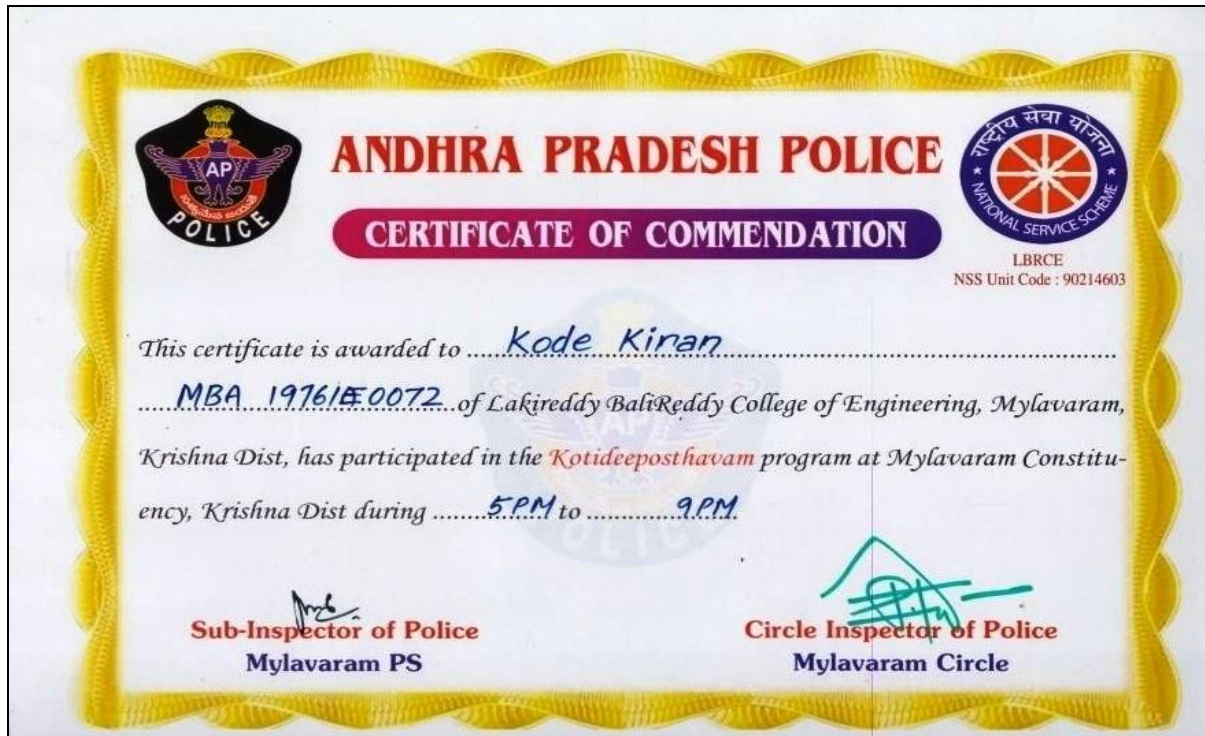 ANDHRA PRADESH POLICE
AP
సత్యమేవ జయతే
POLICE
राष्ट्रीय सेवा योजना
NATIONAL SERVICE SCHEME
CERTIFICATE OF COMMENDATION
LBRCE
NSS Unit Code : 90214603
This certificate is awarded to ..... Kode Kiran
MBA 19761E0072 of Lakireddy BaliReddy College of Engineering, Mylavaram,
Krishna Dist, has participated in the Kotideeposthavam program at Mylavaram Constitu-
ency, Krishna Dist during ........ 5PM to ............ 9PM
Sub-Inspector of Police
Mylavaram PS
Circle Inspector of Police
Mylavaram Circle